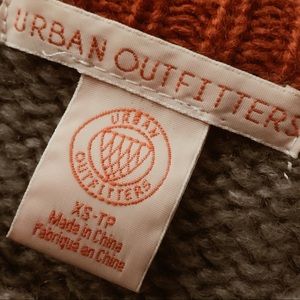 URBAN OUTFITTERS
URBAN
OUTFITTERS
XS-TP
Made in China
Fabriqué en Chine